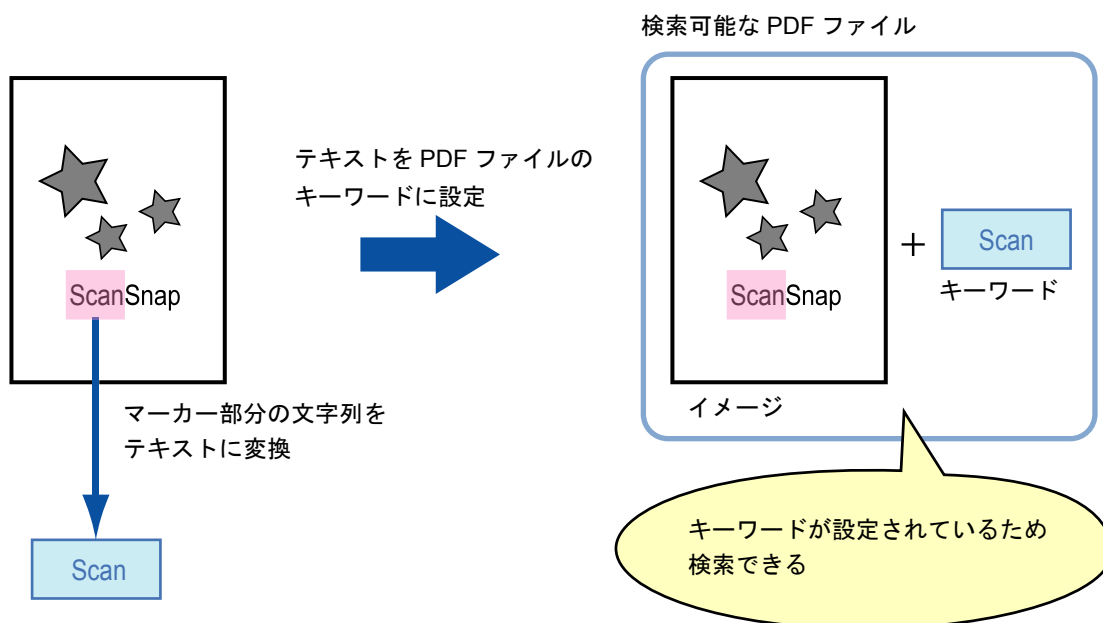 検索可能な PDF ファイル
テキストを PDF ファイルの
キーワードに設定
ScanSnap
マーカー部分の文字列を
テキストに変換
Scan
ScanSnap
イメージ
+
Scan
キーワード
キーワードが設定されているため
検索できる